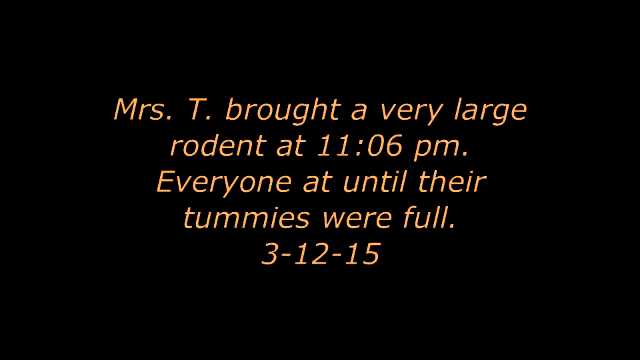 Mrs. T. brought a very large
rodent at 11:06 pm.
Everyone at until their
tummies were full.
3-12-15